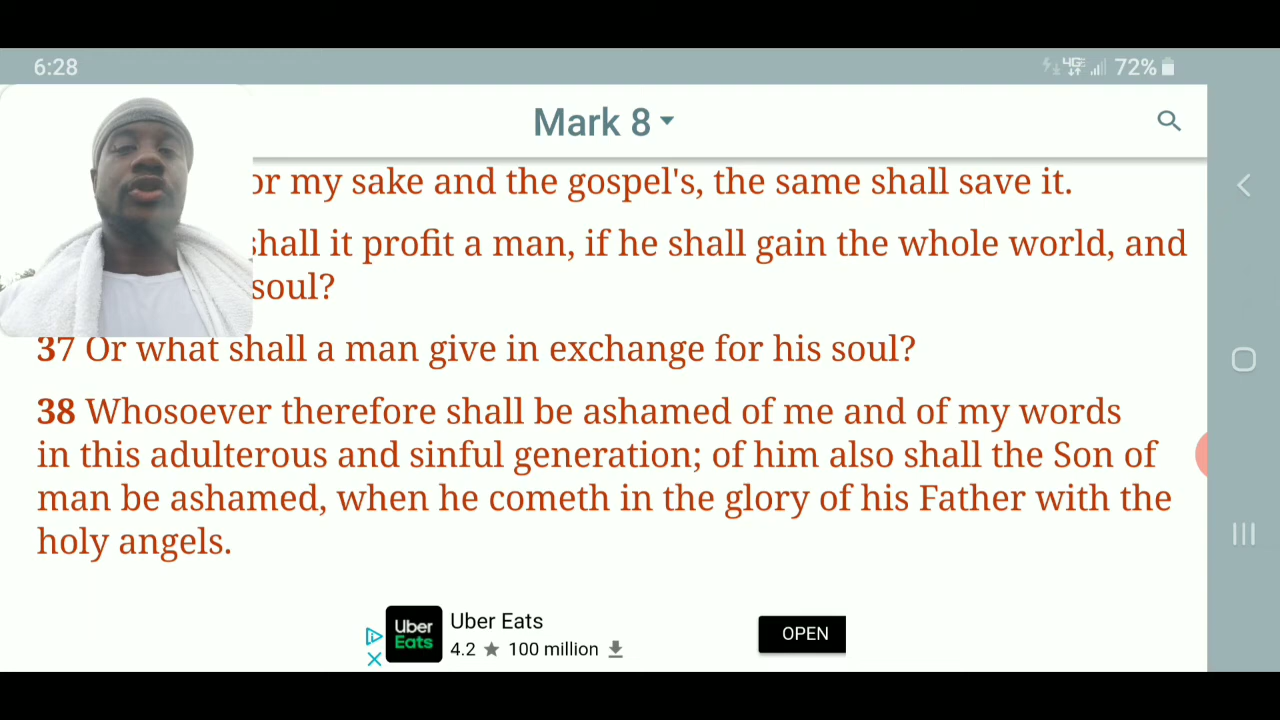 6:28
4G 72%
Mark 8
or my sake and the gospel's, the same shall save it.
shall it profit a man, if he shall gain the whole world, and
soul?
37 Or what shall a man give in exchange for his soul?
38 Whosoever therefore shall be ashamed of me and of my words
in this adulterous and sinful generation; of him also shall the Son of
man be ashamed, when he cometh in the glory of his Father with the
holy angels.
Uber Eats
Uber Eats
4.2 ★ 100 million
OPEN